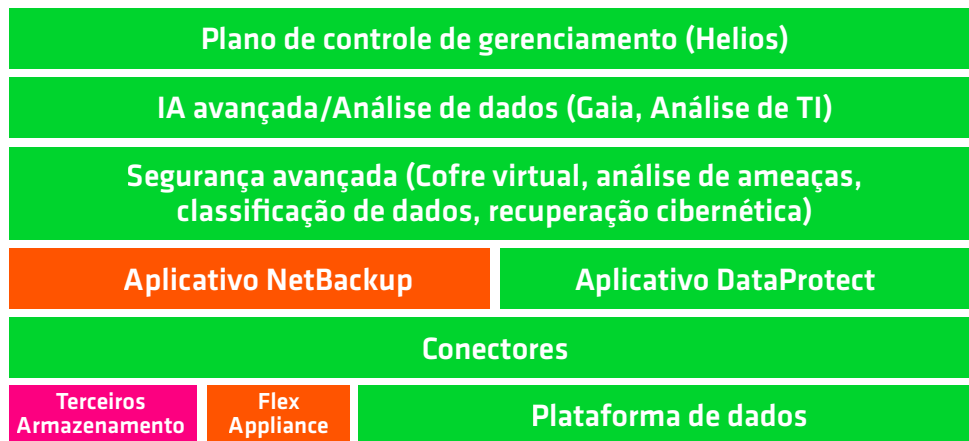 Plano de controle de gerenciamento (Helios)
IA avançada/Análise de dados (Gaia, Análise de TI)
Segurança avançada (Cofre virtual, análise de ameaças,
classificação de dados, recuperação cibernética)
Aplicativo NetBackup
Aplicativo DataProtect
Conectores
Terceiros
Armazenamento
Flex
Appliance
Plataforma de dados